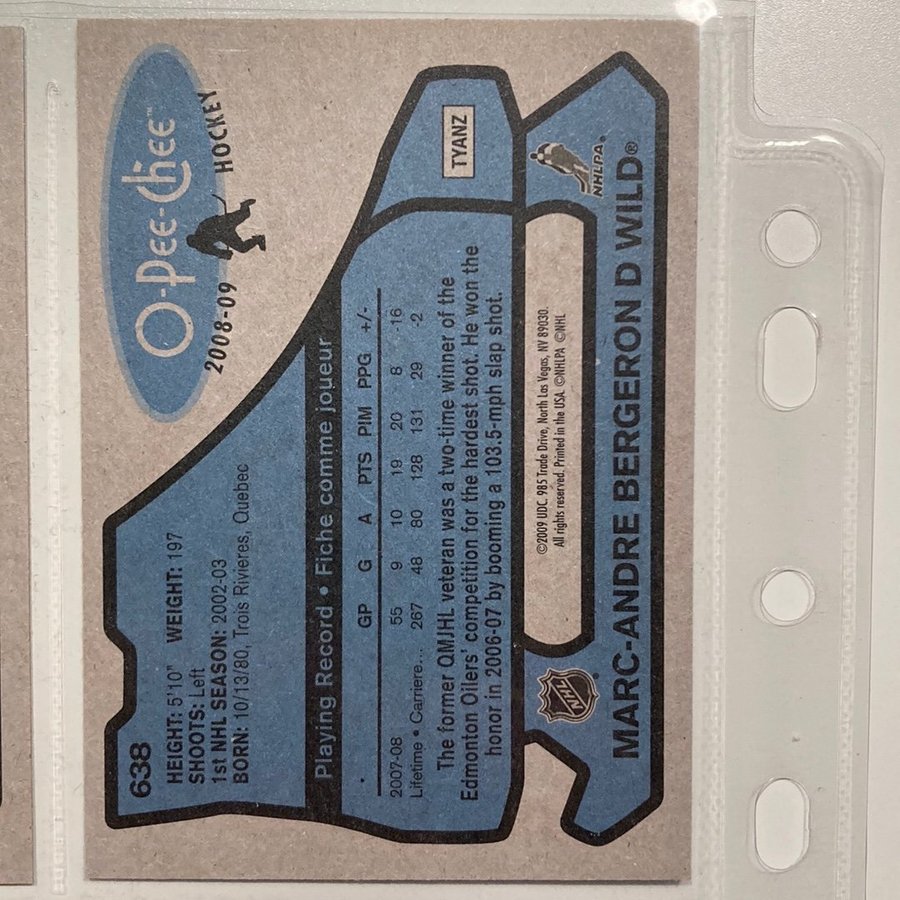 O-Pee-Chee™
2008-09 HOCKEY
638
HEIGHT: 5'10" WEIGHT: 197
SHOOTS: Left
1st NHL SEASON: 2002-03
BORN: 10/13/80, Trois Rivieres, Quebec
Playing Record • Fiche comme joueur
GP G A PTS PIM PPG +/-
2007-08 55 9 10 19 20 8 -16
Lifetime • Carriere... 267 48 80 128 131 29 -2
The former QMJHL veteran was a two-time winner of the
Edmonton Oilers' competition for the hardest shot. He won the
honor in 2006-07 by booming a 103.5-mph slap shot.
TYANZ
©2009 UDC. 985 Trade Drive, North Las Vegas, NV 89030.
All rights reserved. Printed in the USA ©NHLPA ©NHL
NHL®
NHLPA®
MARC-ANDRE BERGERON D WILD®